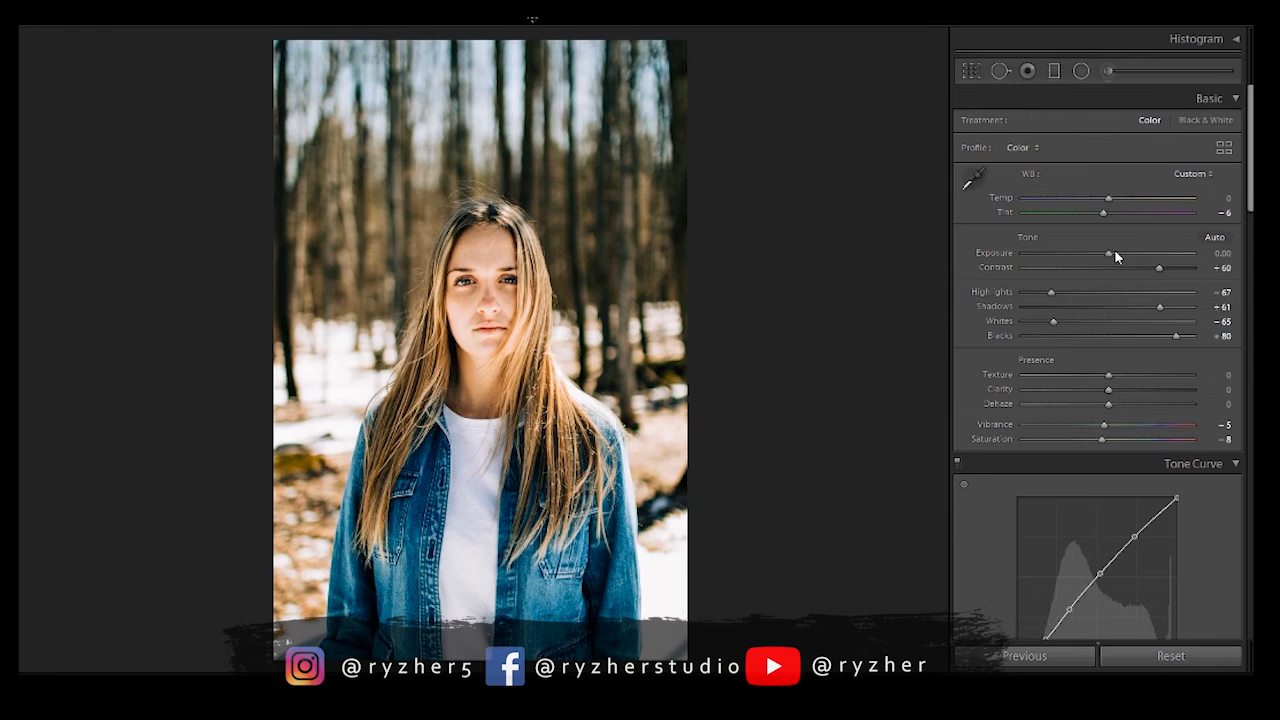 Histogram
Basic
Treatment : Color Black & White
Profile : Color
WB : Custom
Temp 0
Tint − 6
Tone Auto
Exposure 0.00
Contrast + 60
Highlights − 67
Shadows + 61
Whites − 65
Blacks + 80
Presence
Texture 0
Clarity 0
Dehaze 0
Vibrance − 5
Saturation − 8
Tone Curve
Previous Reset
@ryzher5 @ryzherstudio @ryzher